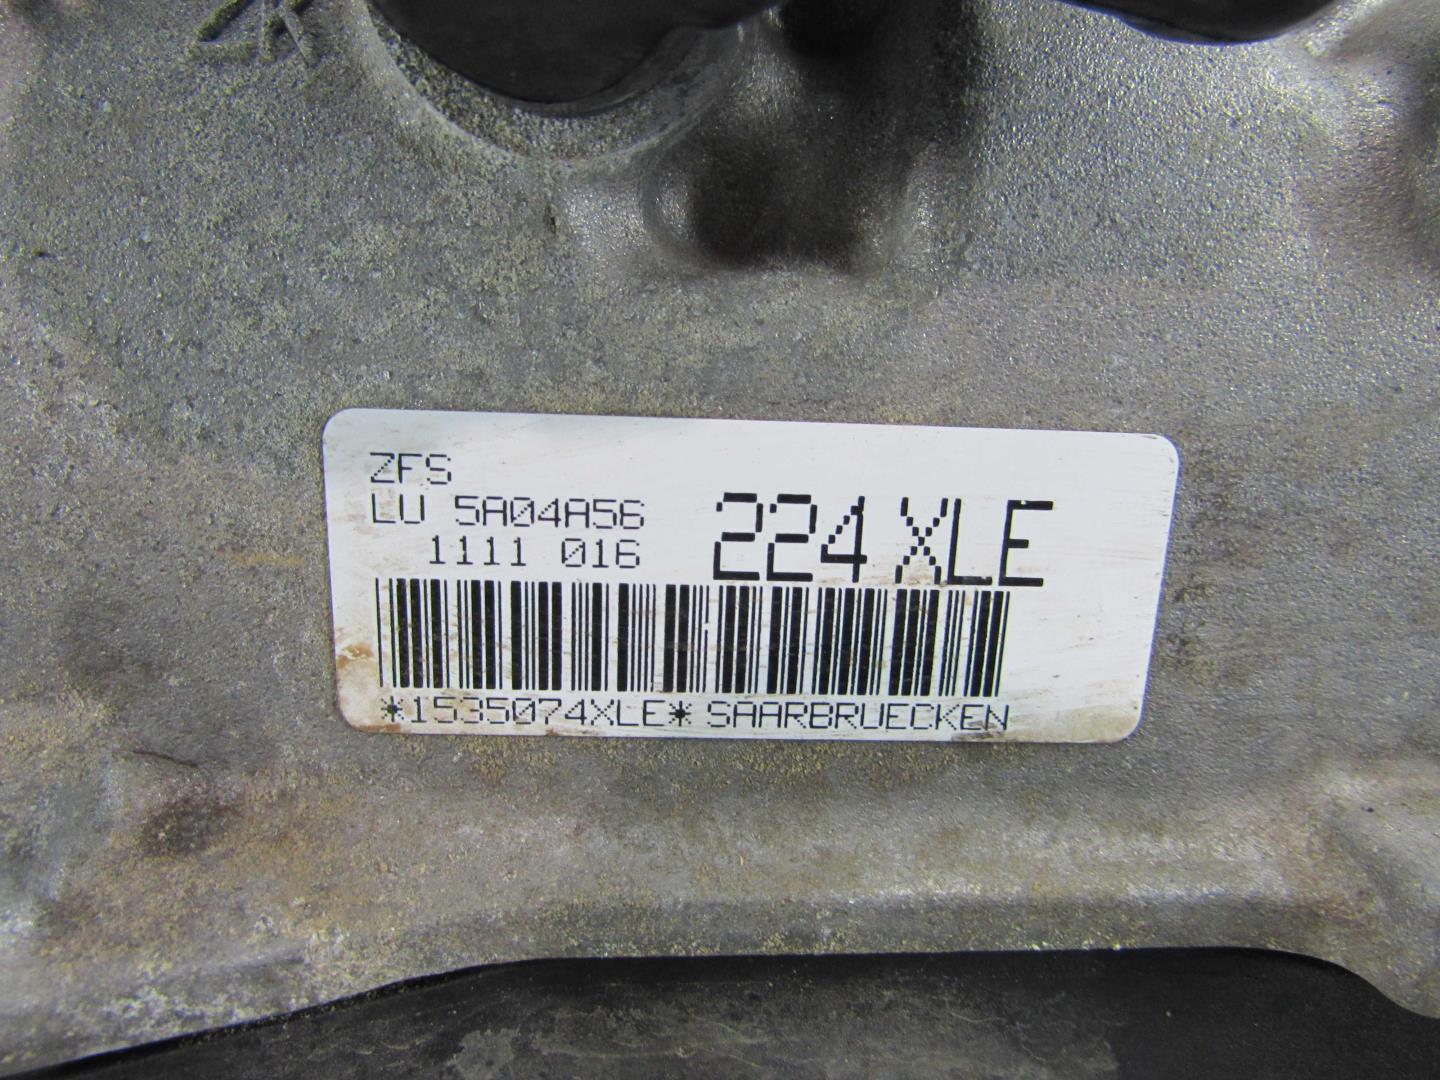 ZFS
LU 5A04A56
1111 016
224 XLE
*1535074XLE* SAARBRUECKEN